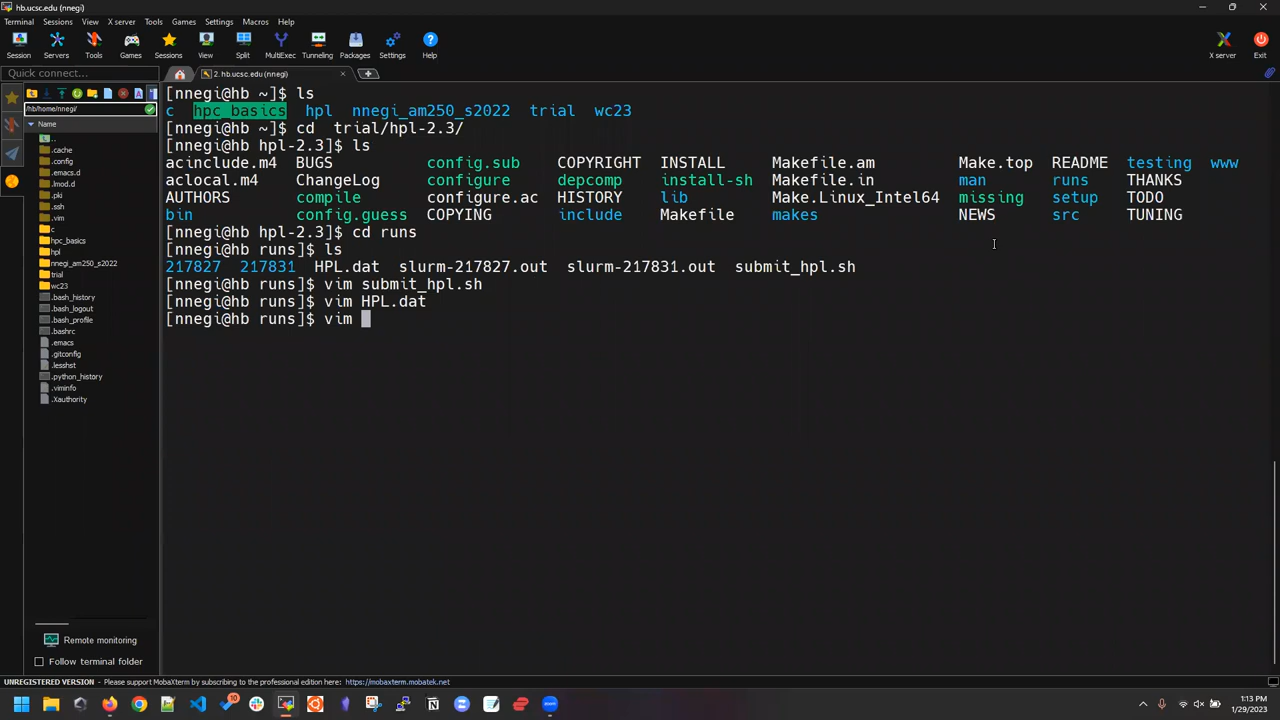 hb.ucsc.edu (nnegi)
Terminal Sessions View X server Tools Games Settings Macros Help
Session Servers Tools Games Sessions View Split MultiExec Tunneling Packages Settings Help X server Exit
Quick connect...
2. hb.ucsc.edu (nnegi)
/hb/home/nnegi/
Name
..
.cache
.config
.emacs.d
.lmod.d
.pki
.ssh
.vim
c
hpc_basics
hpl
nnegi_am250_s2022
trial
wc23
.bash_history
.bash_logout
.bash_profile
.bashrc
.emacs
.gitconfig
.lesshst
.python_history
.viminfo
.Xauthority
Remote monitoring
Follow terminal folder
[nnegi@hb ~]$ ls
c hpc_basics hpl nnegi_am250_s2022 trial wc23
[nnegi@hb ~]$ cd trial/hpl-2.3/
[nnegi@hb hpl-2.3]$ ls
acinclude.m4 BUGS config.sub COPYRIGHT INSTALL Makefile.am Make.top README testing www
aclocal.m4 ChangeLog configure depcomp install-sh Makefile.in man runs THANKS
AUTHORS compile configure.ac HISTORY lib Make.Linux_Intel64 missing setup TODO
bin config.guess COPYING include Makefile makes NEWS src TUNING
[nnegi@hb hpl-2.3]$ cd runs
[nnegi@hb runs]$ ls
217827 217831 HPL.dat slurm-217827.out slurm-217831.out submit_hpl.sh
[nnegi@hb runs]$ vim submit_hpl.sh
[nnegi@hb runs]$ vim HPL.dat
[nnegi@hb runs]$ vim
UNREGISTERED VERSION - Please support MobaXterm by subscribing to the professional edition here: https://mobaxterm.mobatek.net
10
zoom
1:13 PM
1/29/2023